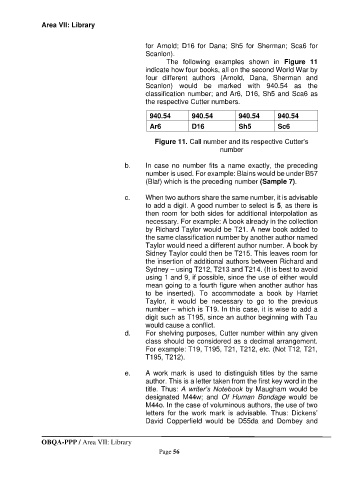 Area VII: Library
for Arnold; D16 for Dana; Sh5 for Sherman; Sca6 for
Scanlon).
The following examples shown in Figure 11
indicate how four books, all on the second World War by
four different authors (Arnold, Dana, Sherman and
Scanlon) would be marked with 940.54 as the
classification number; and Ar6, D16, Sh5 and Sca6 as
the respective Cutter numbers.
940.54 940.54 940.54 940.54
Ar6 D16 Sh5 Sc6
Figure 11. Call number and its respective Cutter's
number
b. In case no number fits a name exactly, the preceding
number is used. For example: Blains would be under B57
(Blaf) which is the preceding number (Sample 7).
c. When two authors share the same number, it is advisable
to add a digit. A good number to select is 5, as there is
then room for both sides for additional interpolation as
necessary. For example: A book already in the collection
by Richard Taylor would be T21. A new book added to
the same classification number by another author named
Taylor would need a different author number. A book by
Sidney Taylor could then be T215. This leaves room for
the insertion of additional authors between Richard and
Sydney – using T212, T213 and T214. (It is best to avoid
using 1 and 9, if possible, since the use of either would
mean going to a fourth figure when another author has
to be inserted). To accommodate a book by Harriet
Taylor, it would be necessary to go to the previous
number – which is T19. In this case, it is wise to add a
digit such as T195, since an author beginning with Tau
would cause a conflict.
d. For shelving purposes, Cutter number within any given
class should be considered as a decimal arrangement.
For example: T19, T195, T21, T212, etc. (Not T12, T21,
T195, T212).
e. A work mark is used to distinguish titles by the same
author. This is a letter taken from the first key word in the
title. Thus: A writer's Notebook by Maugham would be
designated M44w; and Of Human Bondage would be
M44o. In the case of voluminous authors, the use of two
letters for the work mark is advisable. Thus: Dickens'
David Copperfield would be D55da and Dombey and
OBQA-PPP / Area VII: Library
Page 56